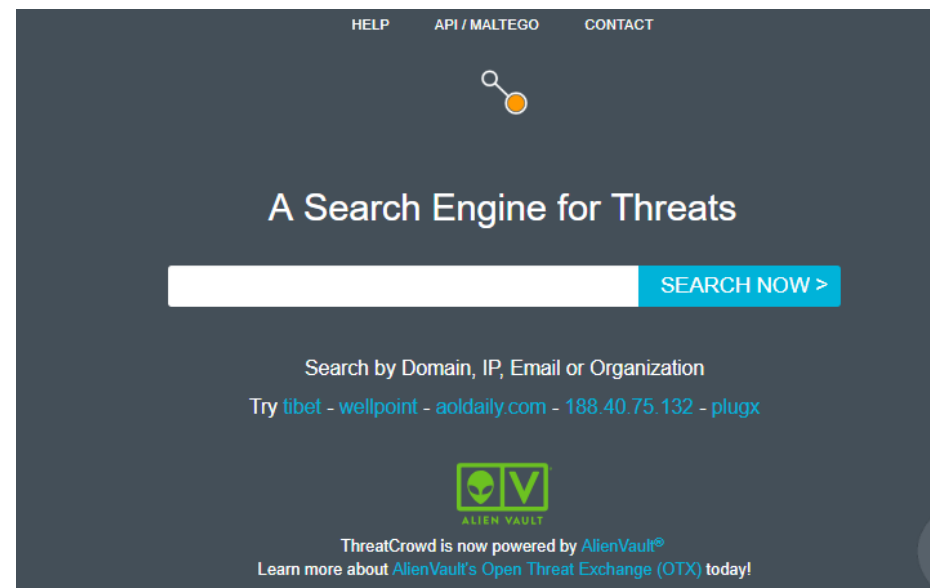 HELP API / MALTEGO CONTACT
A Search Engine for Threats
SEARCH NOW >
Search by Domain, IP, Email or Organization
Try tibet - wellpoint - aoldaily.com - 188.40.75.132 - plugx
ALIEN VAULT
ThreatCrowd is now powered by AlienVault®
Learn more about AlienVault's Open Threat Exchange (OTX) today!